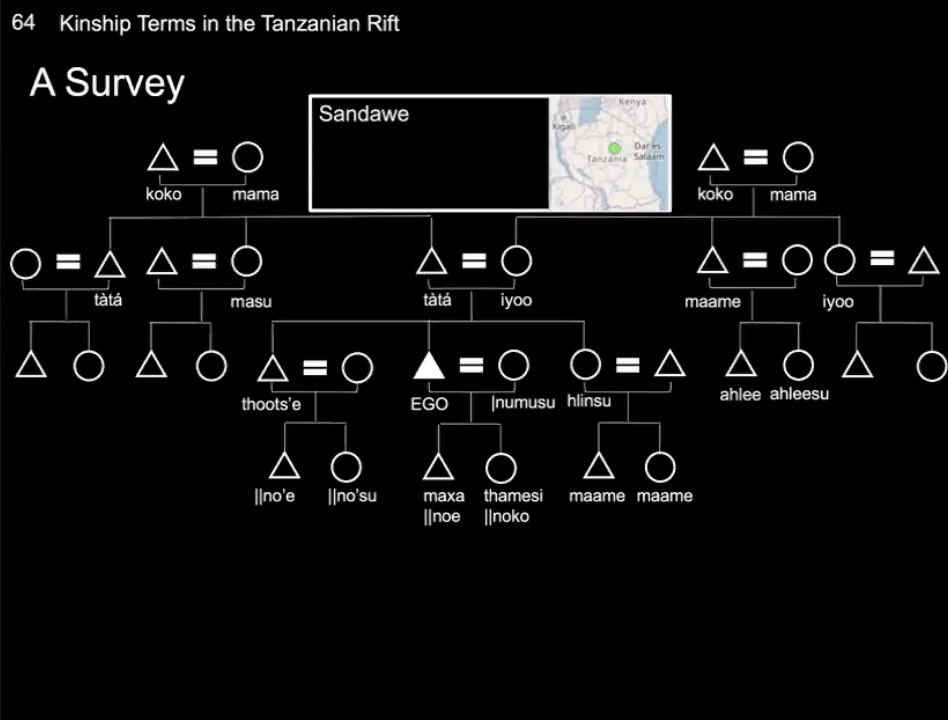 64 Kinship Terms in the Tanzanian Rift
A Survey
Sandawe
Kenya
Kigali
Dar es
Salaam
Tanzania
koko mama koko mama
tàtá masu tàtá iyoo maame iyoo
thoots'e EGO |numusu hlinsu ahlee ahleesu
||no'e ||no'su maxa thamesi maame maame
||noe ||noko